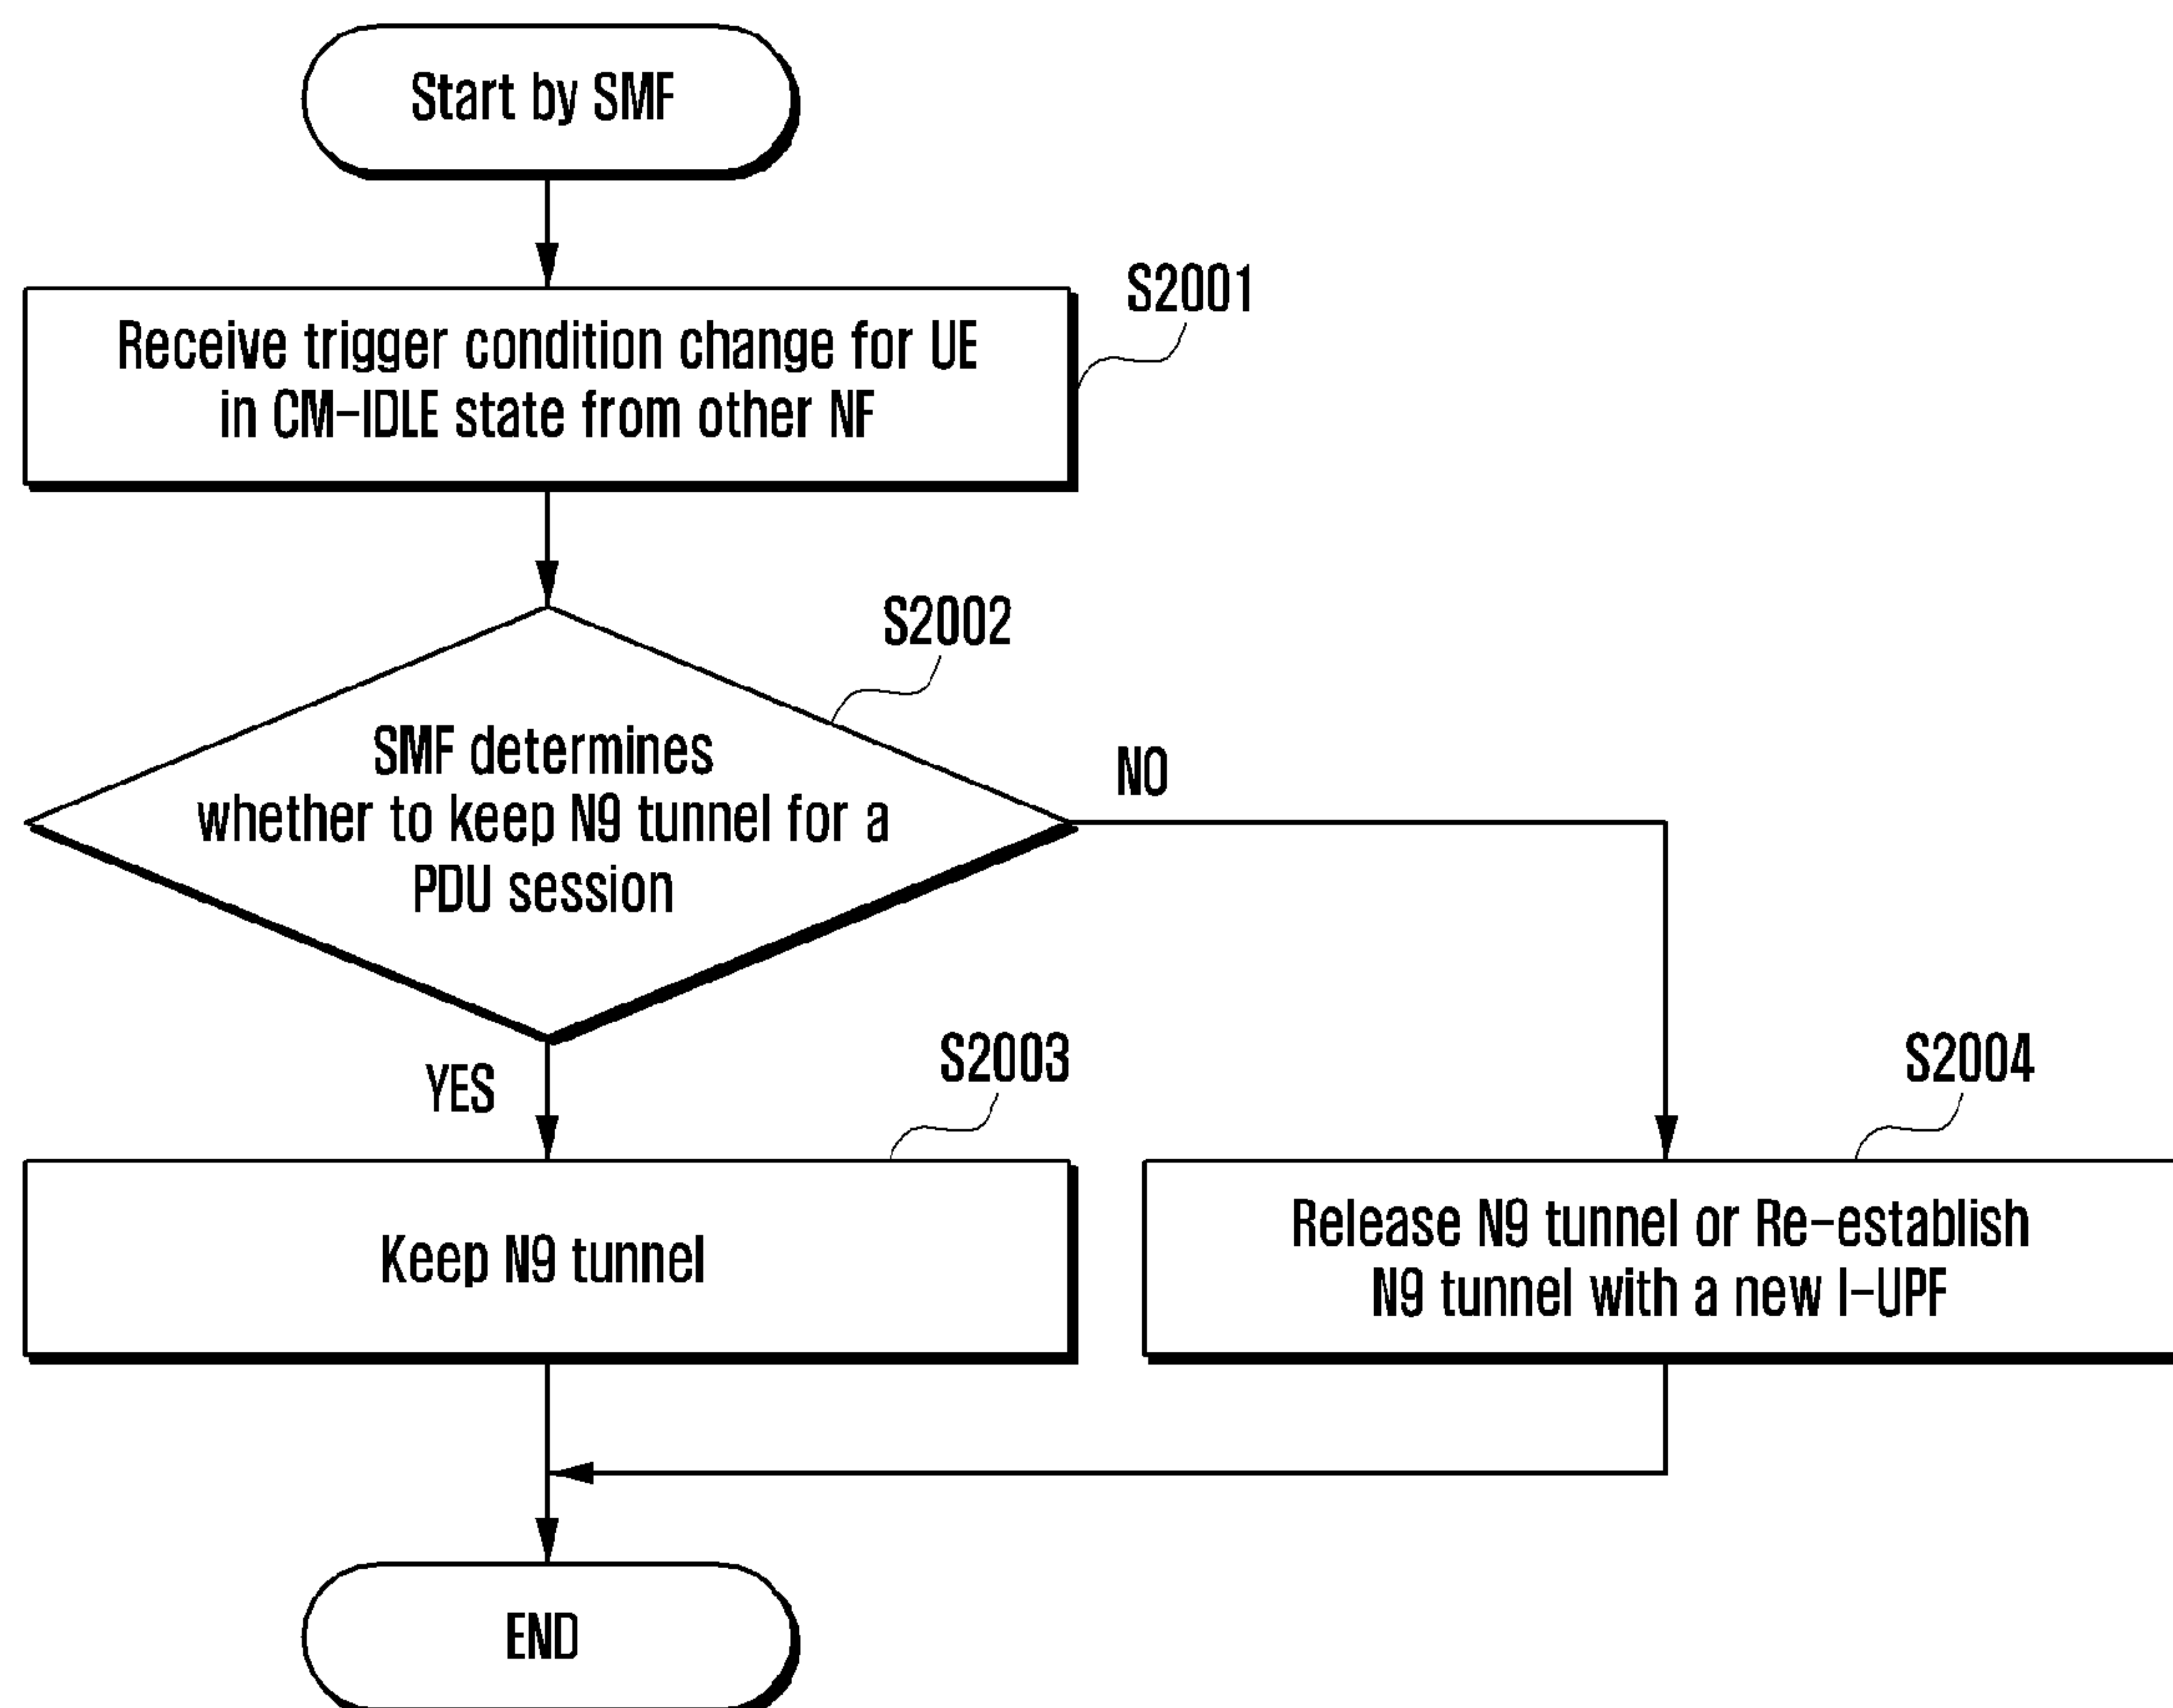 Start by SMF
S2001
Receive trigger condition change for UE
in CM-IDLE state from other NF
S2002
SMF determines
whether to keep N9 tunnel for a
PDU session
NO
YES
S2003
S2004
Keep N9 tunnel
Release N9 tunnel or Re-establish
N9 tunnel with a new I-UPF
END